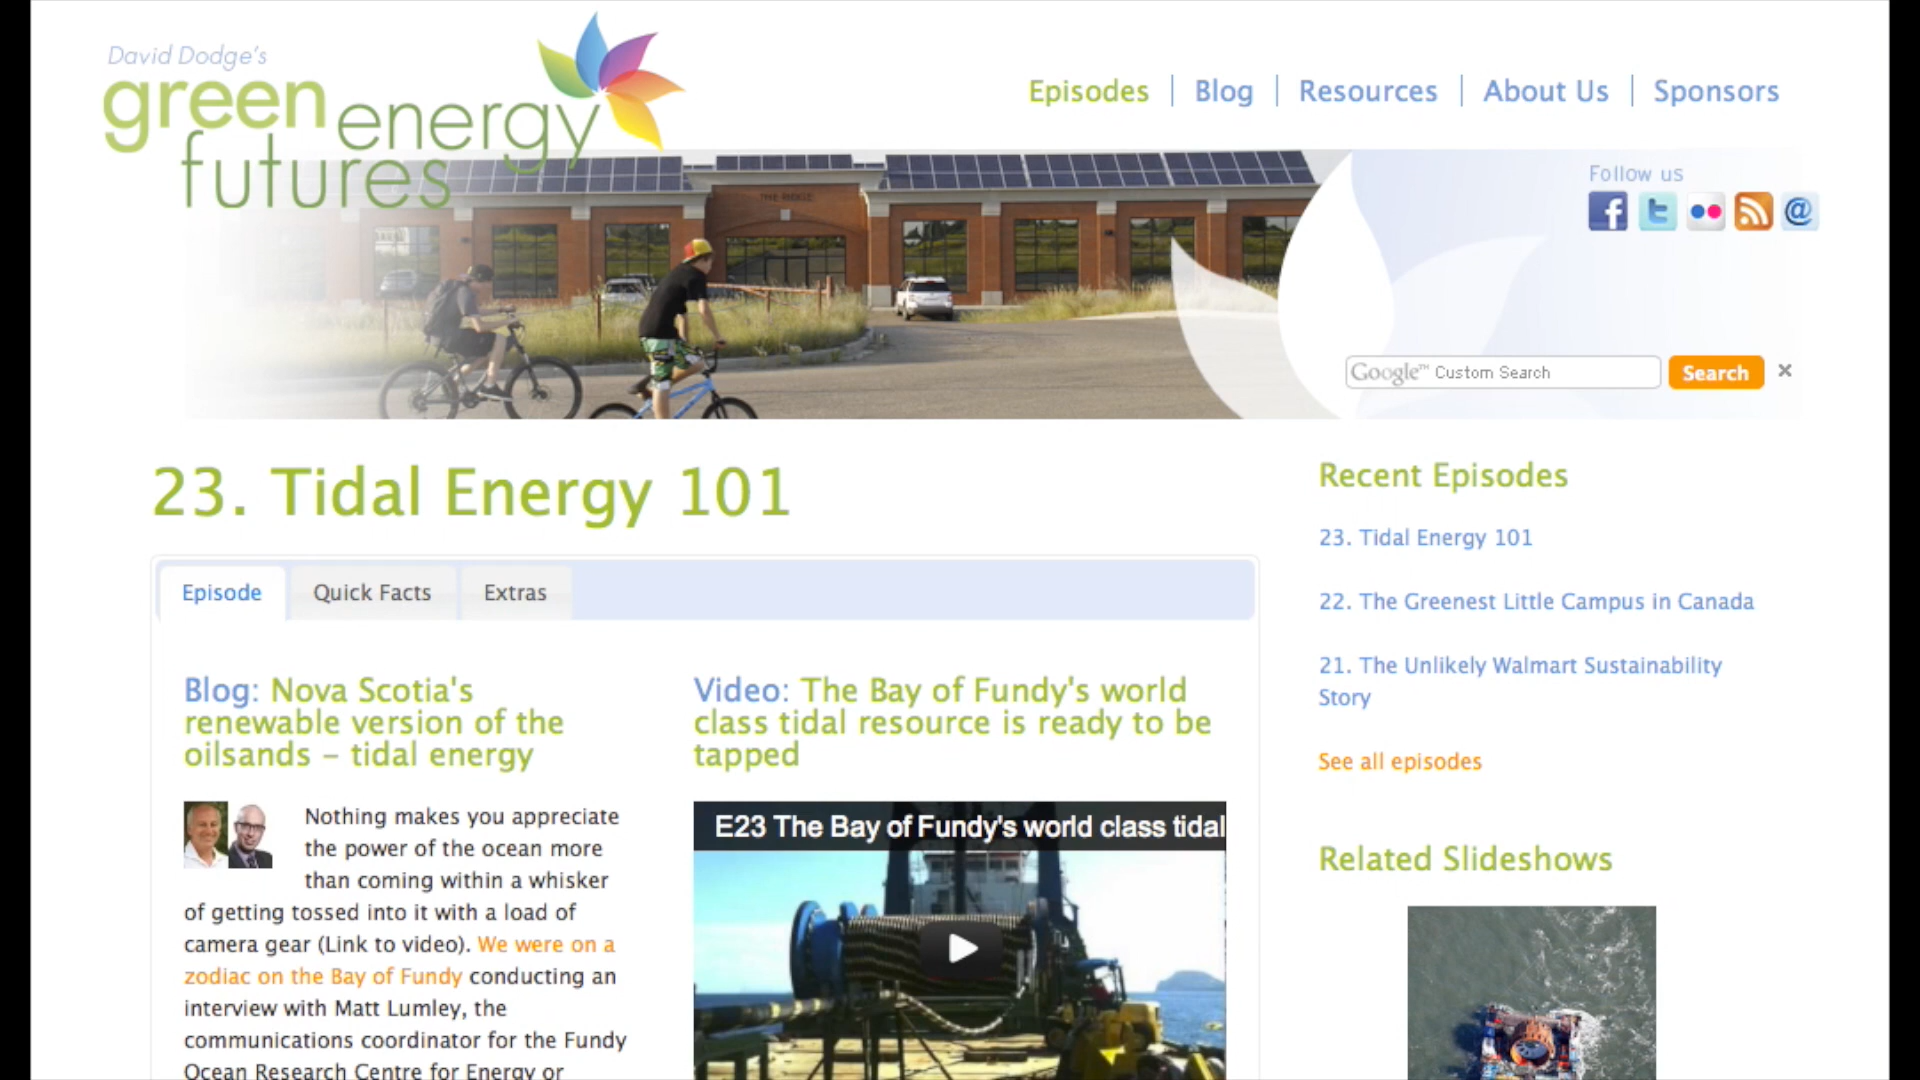 David Dodge's
green energy
futures
Episodes
Blog
Resources
About Us
Sponsors
THE RIDGE
Follow us
Google™ Custom Search
Search
23. Tidal Energy 101
Episode
Quick Facts
Extras
Blog: Nova Scotia's
renewable version of the
oilsands – tidal energy
Nothing makes you appreciate
the power of the ocean more
than coming within a whisker
of getting tossed into it with a load of
camera gear (Link to video). We were on a
zodiac on the Bay of Fundy conducting an
interview with Matt Lumley, the
communications coordinator for the Fundy
Ocean Research Centre for Energy or
Video: The Bay of Fundy's world
class tidal resource is ready to be
tapped
E23 The Bay of Fundy's world class tidal
Recent Episodes
23. Tidal Energy 101
22. The Greenest Little Campus in Canada
21. The Unlikely Walmart Sustainability
Story
See all episodes
Related Slideshows